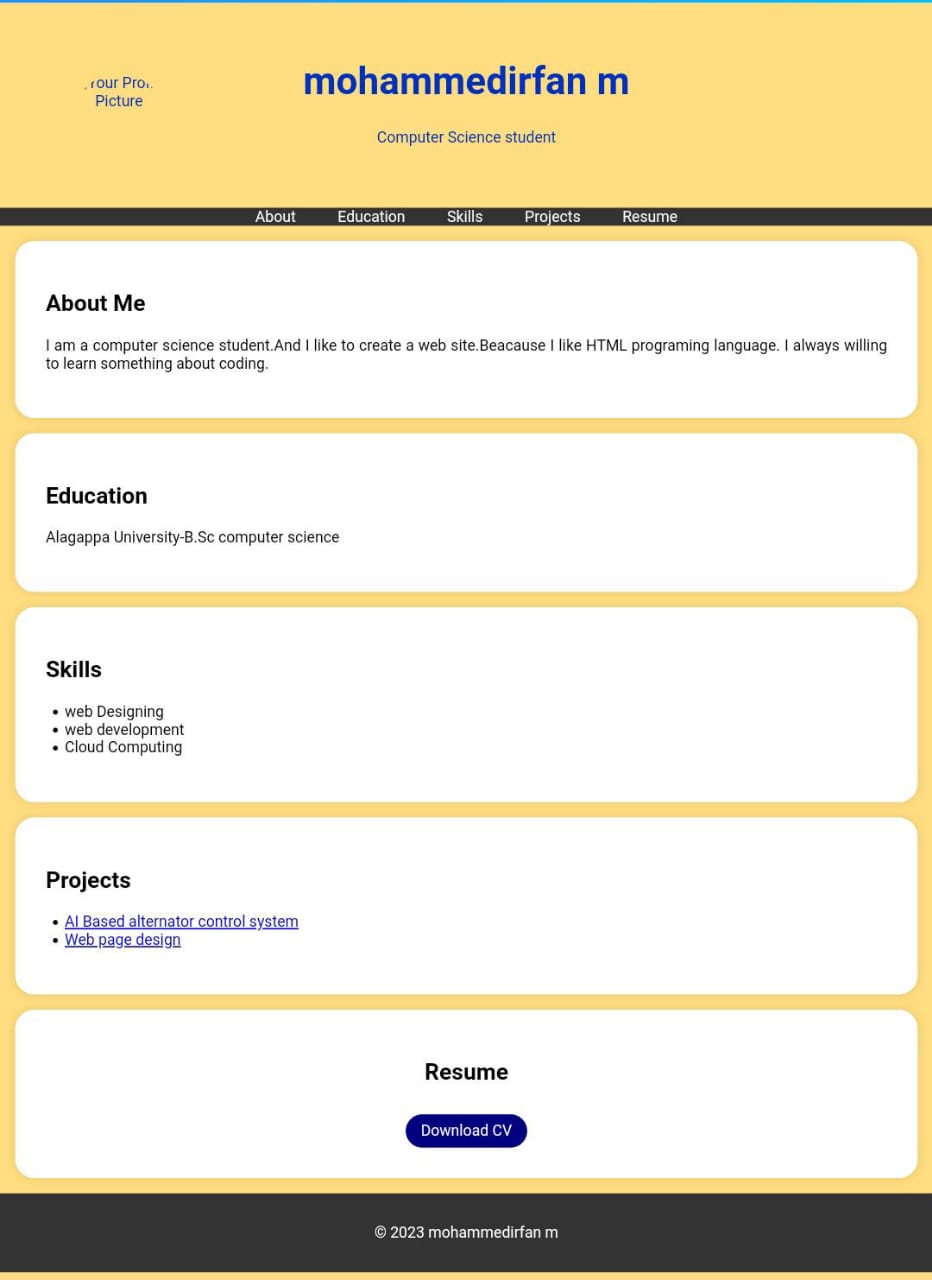 our Pro
Picture
mohammedirfan m
Computer Science student
About Education Skills Projects Resume
About Me
I am a computer science student.And I like to create a web site.Beacause I like HTML programing language. I always willing
to learn something about coding.
Education
Alagappa University-B.Sc computer science
Skills
• web Designing
• web development
• Cloud Computing
Projects
• AI Based alternator control system
• Web page design
Resume
Download CV
© 2023 mohammedirfan m